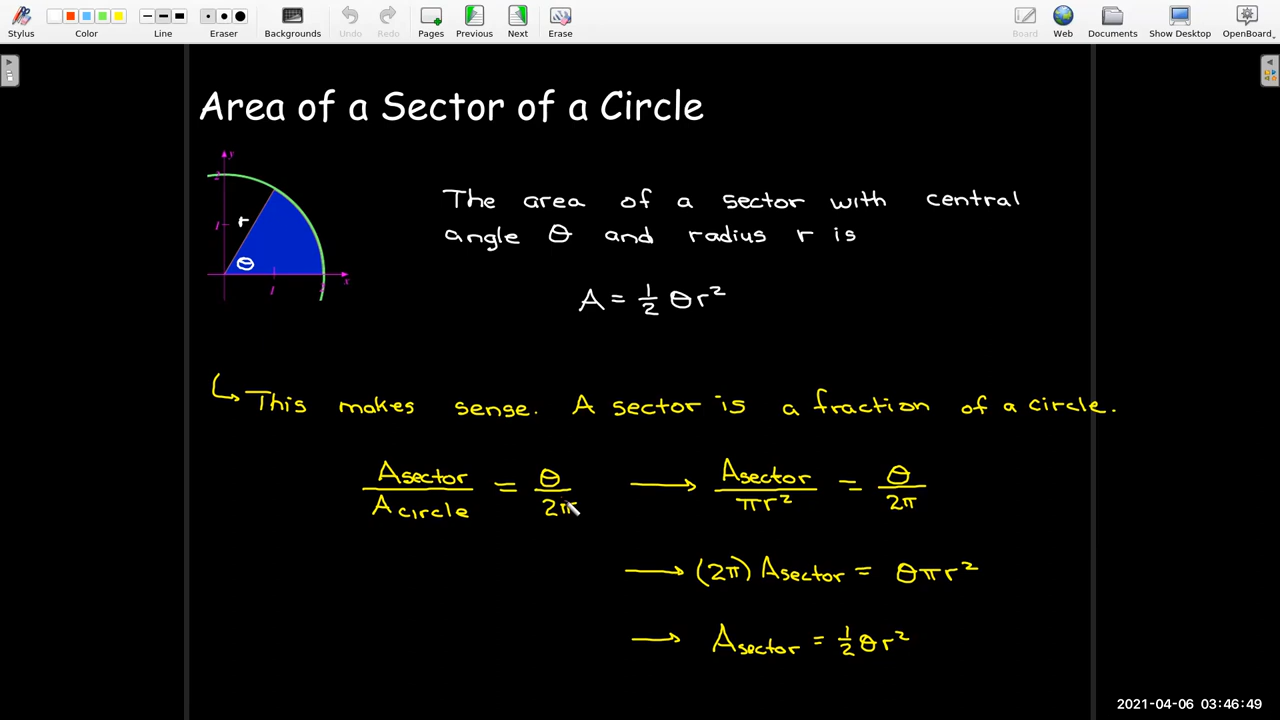 Stylus Color Line Eraser Backgrounds Undo Redo Pages Previous Next Erase Board Web Documents Show Desktop OpenBoard
Area of a Sector of a Circle
y
2
r
1
θ
1
x
The area of a sector with central
angle θ and radius r is
A = 1/2 θr²
This makes sense. A sector is a fraction of a circle.
Asector/Acircle = θ/2π → Asector/πr² = θ/2π
→ (2π) Asector = θπr²
→ Asector = 1/2 θr²
2021-04-06 03:46:49